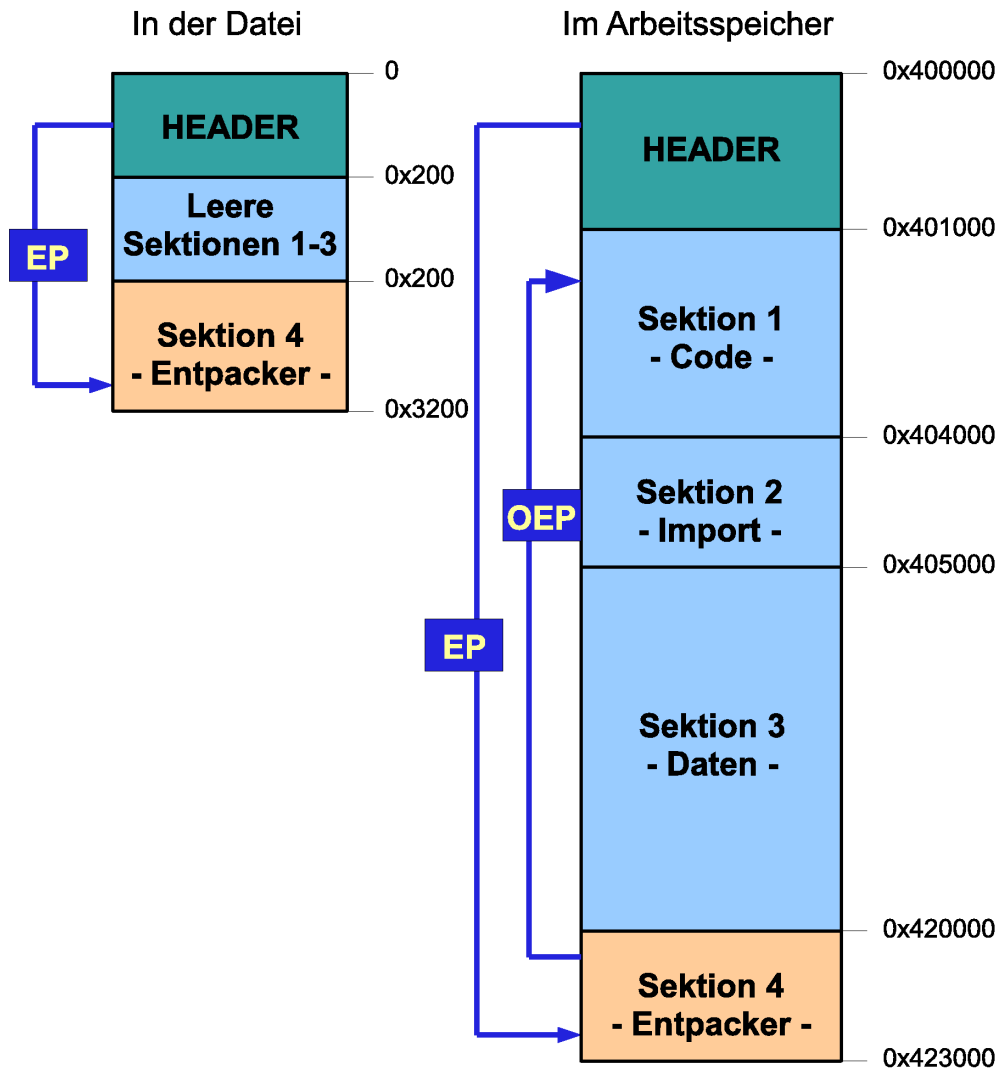 In der Datei
0
HEADER
0x200
Leere
Sektionen 1-3
EP
0x200
Sektion 4
- Entpacker -
0x3200
Im Arbeitsspeicher
0x400000
HEADER
0x401000
Sektion 1
- Code -
0x404000
Sektion 2
- Import -
OEP
0x405000
EP
Sektion 3
- Daten -
0x420000
Sektion 4
- Entpacker -
0x423000